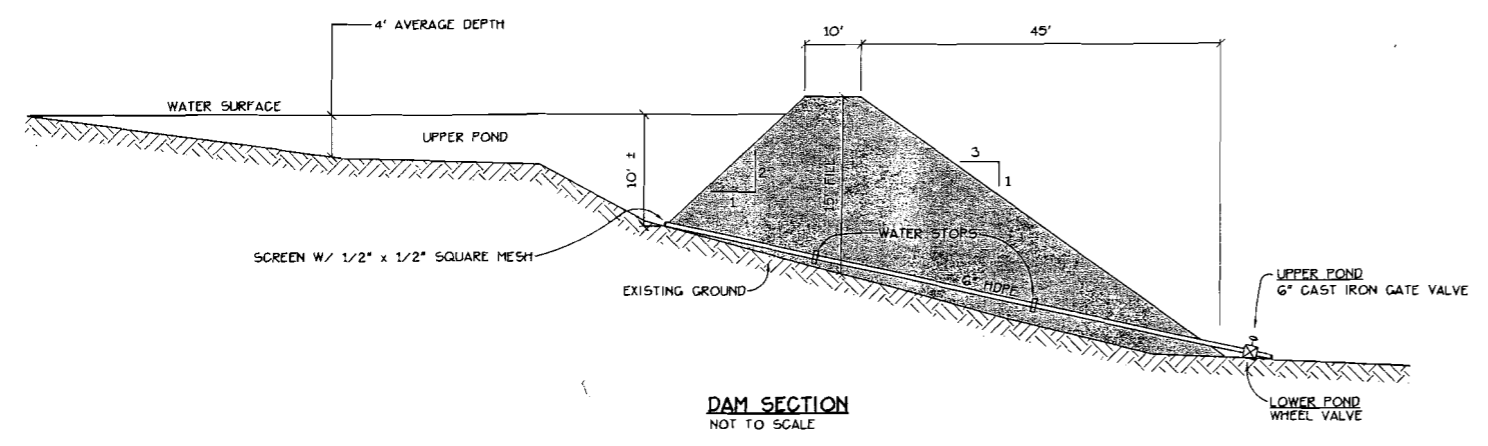 4' AVERAGE DEPTH
10'
45'
WATER SURFACE
UPPER POND
10' ±
2
1
15' FILL
3
1
WATER STOPS
SCREEN W/ 1/2" x 1/2" SQUARE MESH
6" HDPE
EXISTING GROUND
UPPER POND
6" CAST IRON GATE VALVE
LOWER POND
WHEEL VALVE
DAM SECTION
NOT TO SCALE